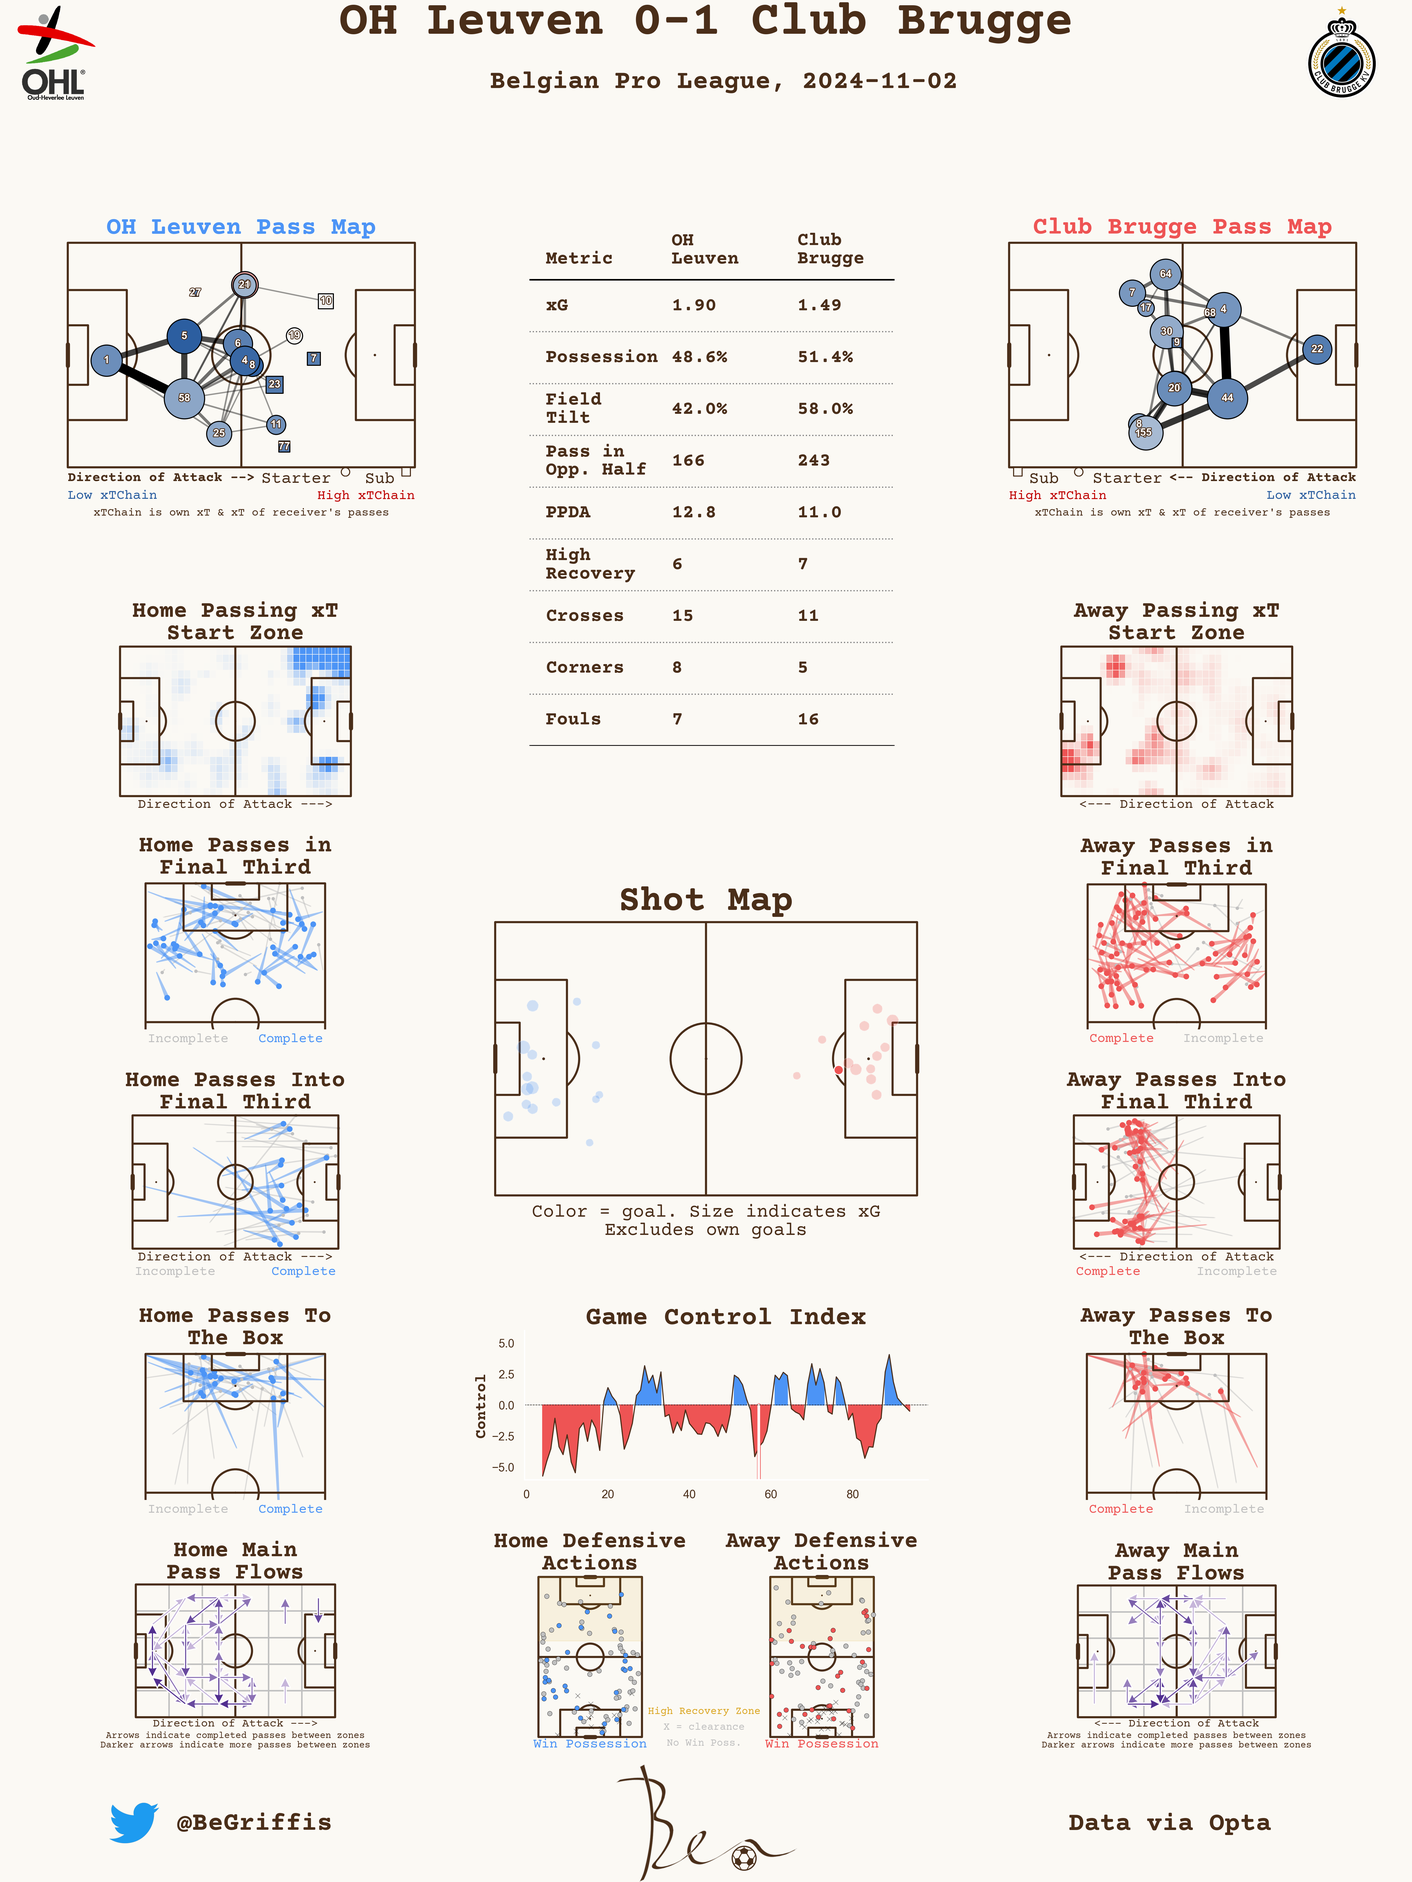 OH Leuven 0-1 Club Brugge
Belgian Pro League, 2024-11-02
OHL®
Oud-Heverlee Leuven
CLUB BRUGGE KV
OH Leuven Pass Map
27
24
10
5
19
6
1
4
8
7
23
58
11
25
77
Direction of Attack --> Starter Sub
Low xTChain High xTChain
xTChain is own xT & xT of receiver's passes
Metric OH Leuven Club Brugge
xG 1.90 1.49
Possession 48.6% 51.4%
Field Tilt 42.0% 58.0%
Pass in Opp. Half 166 243
PPDA 12.8 11.0
High Recovery 6 7
Crosses 15 11
Corners 8 5
Fouls 7 16
Club Brugge Pass Map
64
7
17
68
4
30
9
22
20
44
8
Sub Starter <-- Direction of Attack
High xTChain Low xTChain
xTChain is own xT & xT of receiver's passes
Home Passing xT
Start Zone
Direction of Attack --->
Away Passing xT
Start Zone
<--- Direction of Attack
Home Passes in
Final Third
Incomplete Complete
Away Passes in
Final Third
Complete Incomplete
Shot Map
Color = goal. Size indicates xG
Excludes own goals
Home Passes Into
Final Third
Direction of Attack --->
Incomplete Complete
Away Passes Into
Final Third
<--- Direction of Attack
Complete Incomplete
Home Passes To
The Box
Incomplete Complete
Game Control Index
Control
5.0
2.5
0.0
−2.5
−5.0
0 20 40 60 80
Away Passes To
The Box
Complete Incomplete
Home Main
Pass Flows
Direction of Attack --->
Arrows indicate completed passes between zones
Darker arrows indicate more passes between zones
Home Defensive
Actions
Win Possession
High Recovery Zone
X = clearance
No Win Poss.
Away Defensive
Actions
Win Possession
Away Main
Pass Flows
<--- Direction of Attack
Arrows indicate completed passes between zones
Darker arrows indicate more passes between zones
@BeGriffis
Ben
Data via Opta